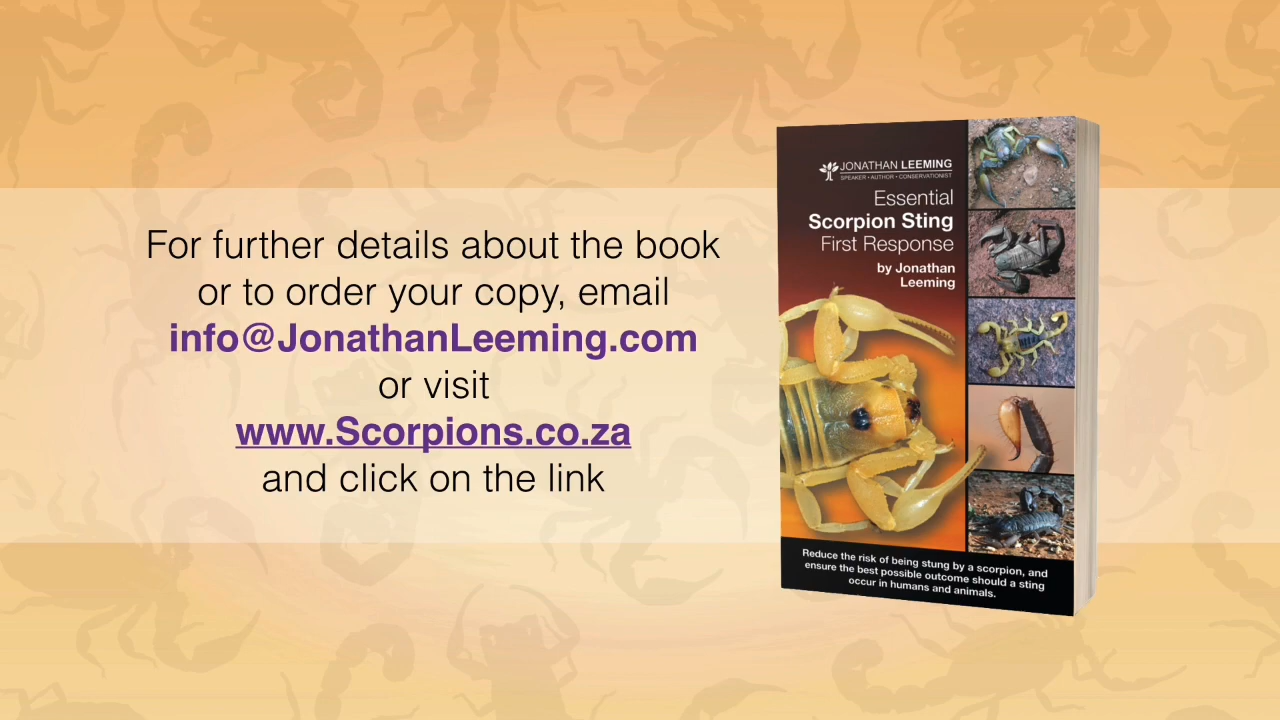 For further details about the book
or to order your copy, email
info@JonathanLeeming.com
or visit
www.Scorpions.co.za
and click on the link
JONATHAN LEEMING
SPEAKER • AUTHOR • CONSERVATIONIST
Essential
Scorpion Sting
First Response
by Jonathan
Leeming
Reduce the risk of being stung by a scorpion, and
ensure the best possible outcome should a sting
occur in humans and animals.